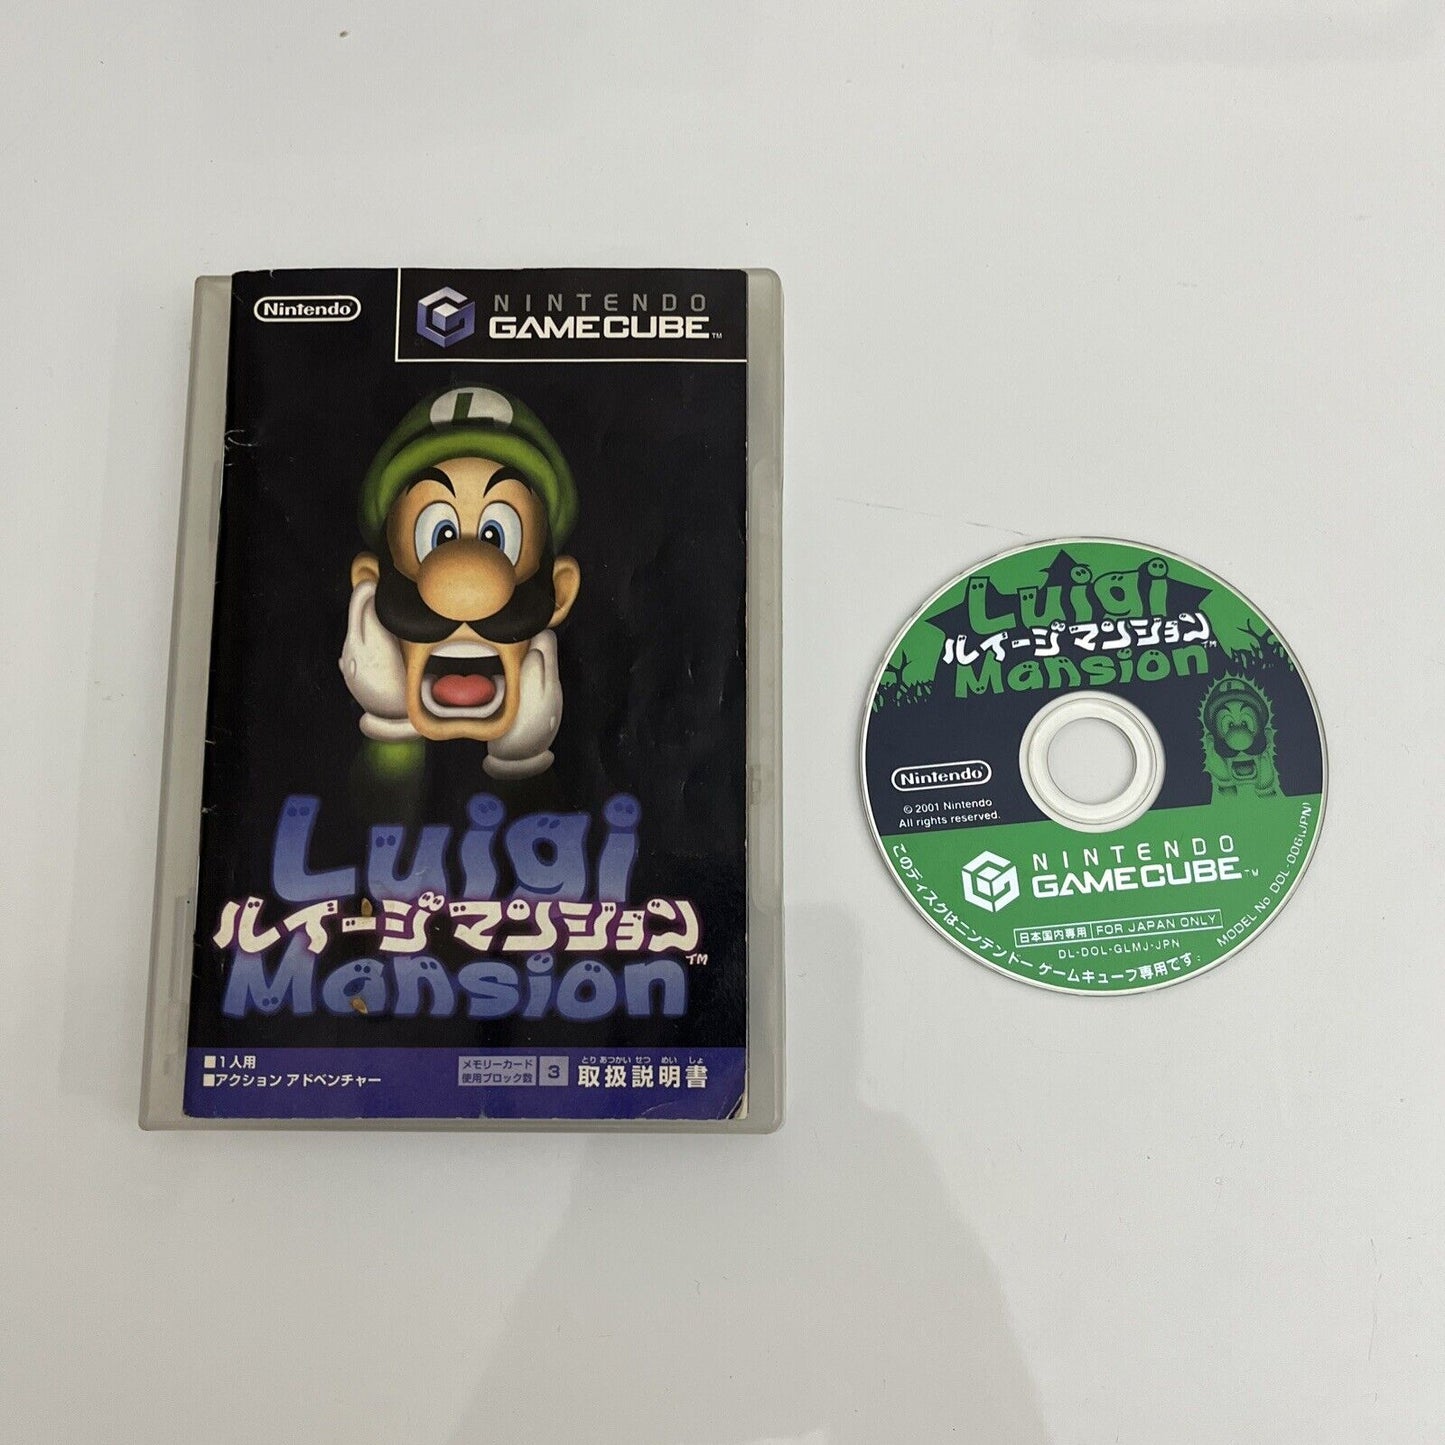 Nintendo
NINTENDO
GAMECUBE™
L
Luigi
ルイージマンション
Mansion™
■1人用
■アクション アドベンチャー
メモリーカード
使用ブロック数
3
とり あつかい せつ めい しょ
取扱説明書
Luigi
ルイージマンション™
Mansion
Nintendo
© 2001 Nintendo
All rights reserved.
NINTENDO
GAMECUBE™
日本国内専用 FOR JAPAN ONLY
DL-DOL-GLMJ-JPN
このディスクはニンテンドー ゲームキューブ専用です。
MODEL No DOL-006(JPN)